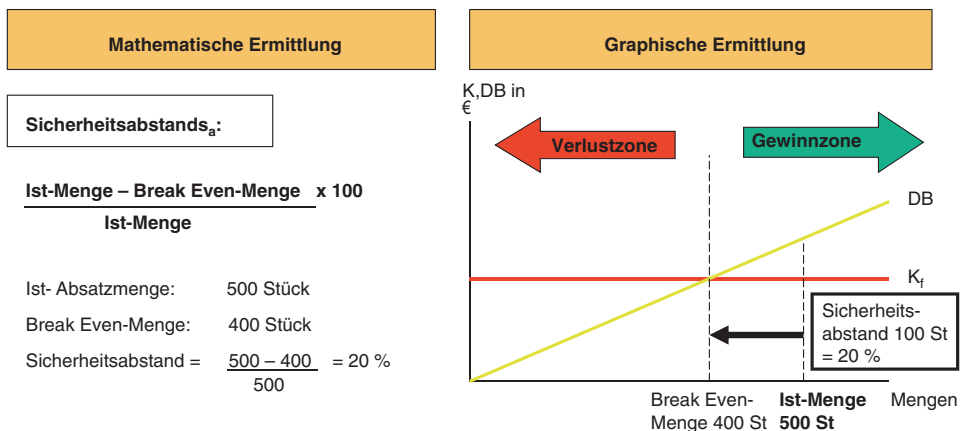 Mathematische Ermittlung
Sicherheitsabstands_a:
Ist-Menge – Break Even-Menge x 100
Ist-Menge
Ist- Absatzmenge: 500 Stück
Break Even-Menge: 400 Stück
Sicherheitsabstand = 500 – 400 = 20 %
500
Graphische Ermittlung
K,DB in
€
Verlustzone
Gewinnzone
DB
K_f
Sicherheits-
abstand 100 St
= 20 %
Break Even-
Menge 400 St
Ist-Menge
500 St
Mengen